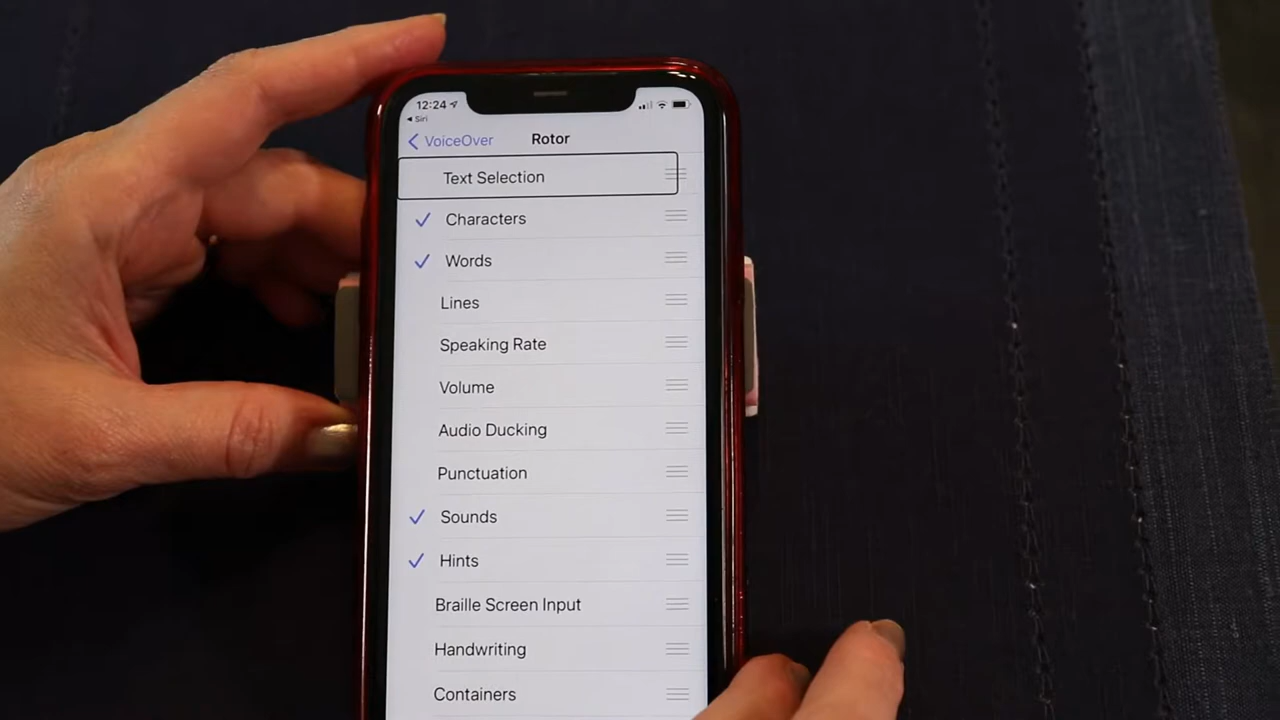 12:24
Siri
VoiceOver Rotor
Text Selection
Characters
Words
Lines
Speaking Rate
Volume
Audio Ducking
Punctuation
Sounds
Hints
Braille Screen Input
Handwriting
Containers